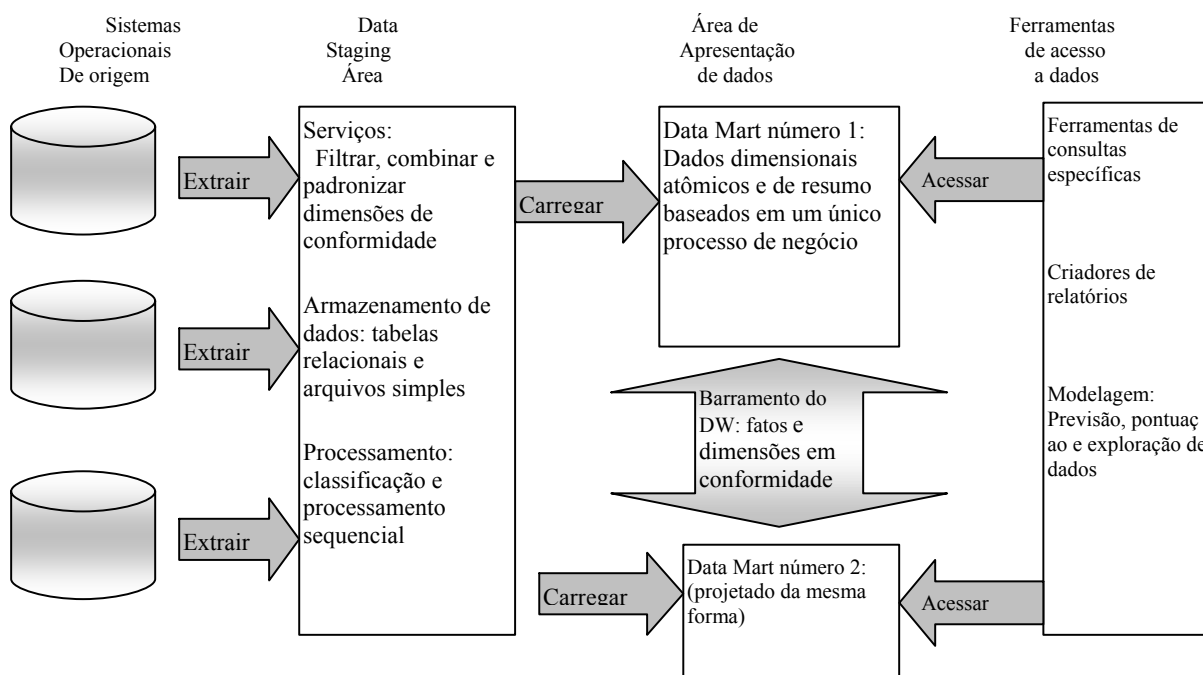 Sistemas
Operacionais
De origem
Data
Staging
Área
Área de
Apresentação
de dados
Ferramentas
de acesso
a dados
Extrair
Extrair
Extrair
Serviços:
Filtrar, combinar e
padronizar
dimensões de
conformidade
Armazenamento de
dados: tabelas
relacionais e
arquivos simples
Processamento:
classificação e
processamento
sequencial
Carregar
Carregar
Data Mart número 1:
Dados dimensionais
atômicos e de resumo
baseados em um único
processo de negócio
Barramento do
DW: fatos e
dimensões em
conformidade
Data Mart número 2:
(projetado da mesma
forma)
Acessar
Acessar
Ferramentas de
consultas
específicas
Criadores de
relatórios
Modelagem:
Previsão, pontuaç
ao e exploração de
dados